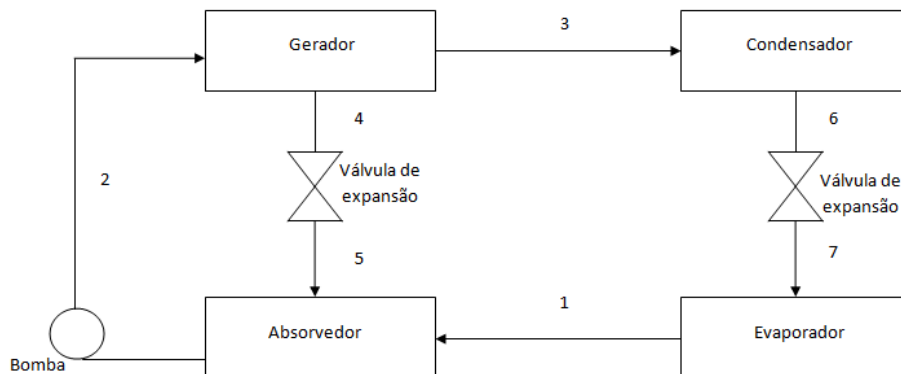 3
Gerador
Condensador
4
6
2
Válvula de
expansão
Válvula de
expansão
5
7
1
Absorvedor
Evaporador
Bomba